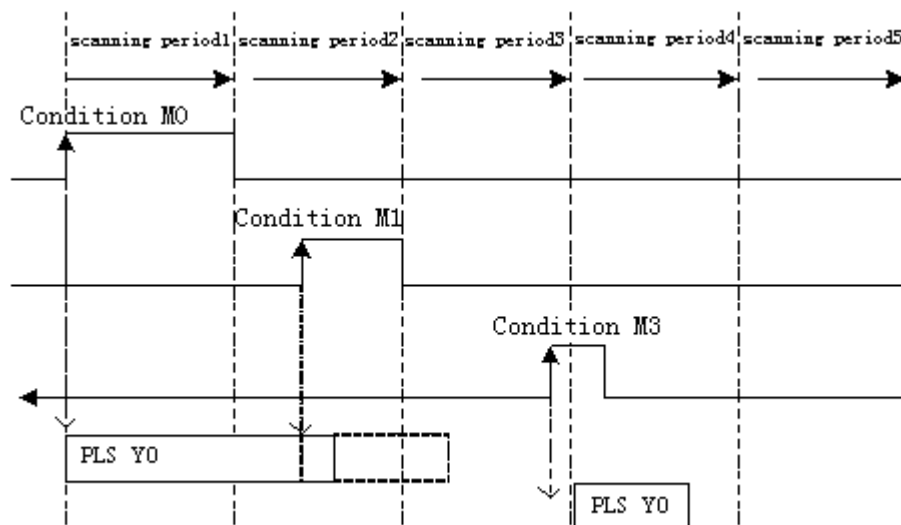 scanning period1 scanning period2 scanning period3 scanning period4 scanning period5
Condition M0
Condition M1
Condition M3
PLS Y0
PLS Y0